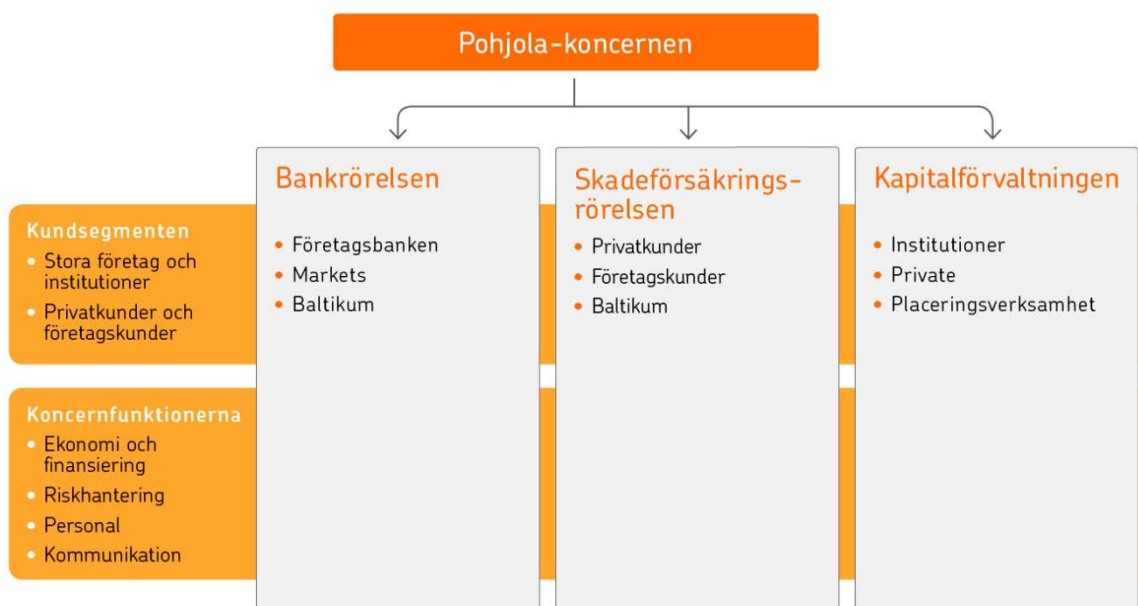 Pohjola-koncernen
Bankrörelsen
• Företagsbanken
• Markets
• Baltikum
Skadeförsäkrings-
rörelsen
• Privatkunder
• Företagskunder
• Baltikum
Kapitalförvaltningen
• Institutioner
• Private
• Placeringsverksamhet
Kundsegmenten
• Stora företag och
institutioner
• Privatkunder och
företagskunder
Koncernfunktionerna
• Ekonomi och
finansiering
• Riskhantering
• Personal
• Kommunikation